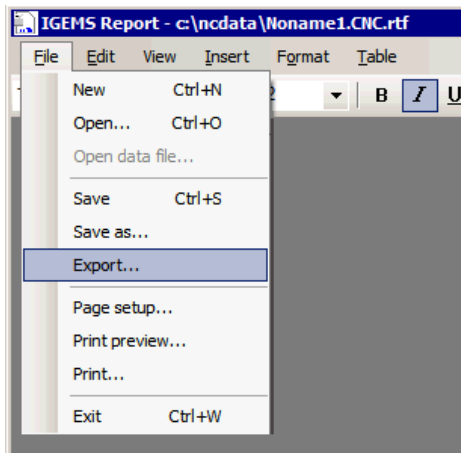 IGEMS Report - c:\ncdata\Noname1.CNC.rtf
File Edit View Insert Format Table
B I U
New Ctrl+N
Open... Ctrl+O
Open data file...
Save Ctrl+S
Save as...
Export...
Page setup...
Print preview...
Print...
Exit Ctrl+W